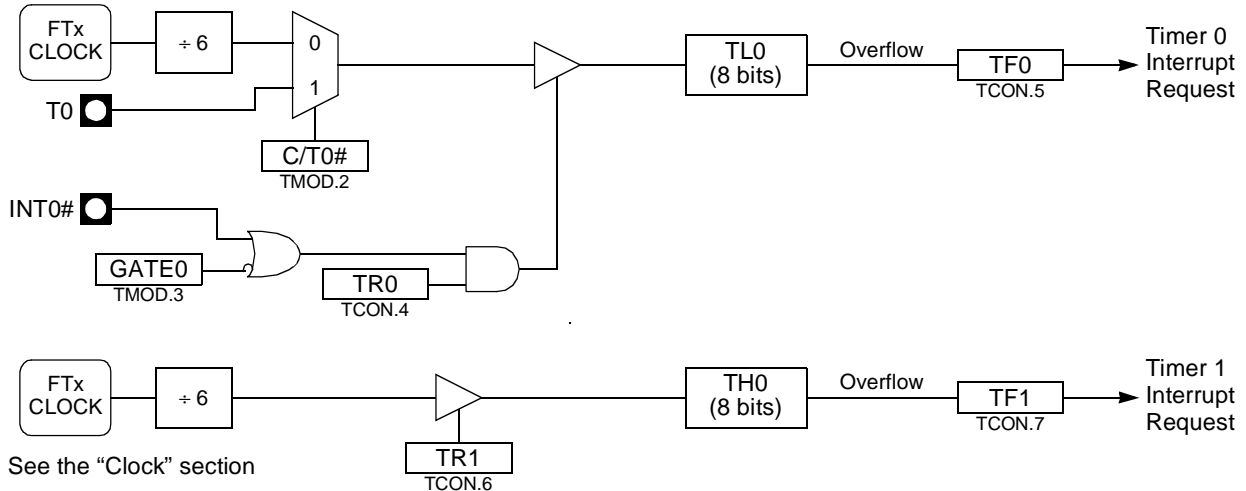 FTx
CLOCK
÷ 6
0
1
T0
C/T0#
TMOD.2
TL0
(8 bits)
Overflow
TF0
TCON.5
Timer 0
Interrupt
Request
INT0#
GATE0
TMOD.3
TR0
TCON.4
FTx
CLOCK
÷ 6
TR1
TCON.6
TH0
(8 bits)
Overflow
TF1
TCON.7
Timer 1
Interrupt
Request
See the “Clock” section